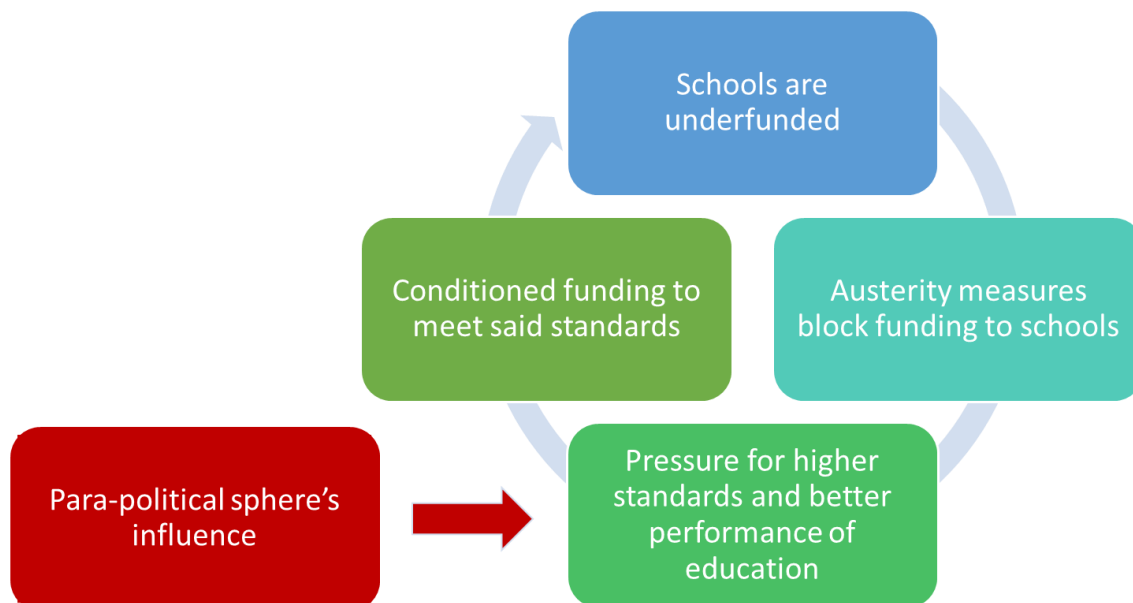 Schools are
underfunded
Conditioned funding to
meet said standards
Austerity measures
block funding to schools
Para-political sphere’s
influence
Pressure for higher
standards and better
performance of
education